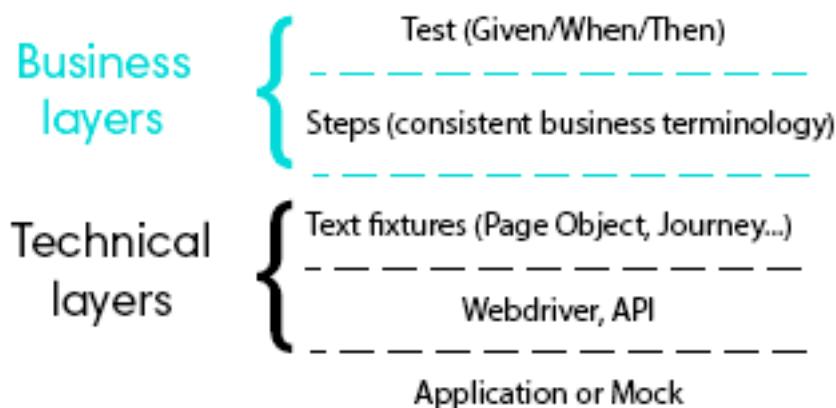 Business
layers
Test (Given/When/Then)
Steps (consistent business terminology)
Technical
layers
Text fixtures (Page Object, Journey...)
Webdriver, API
Application or Mock